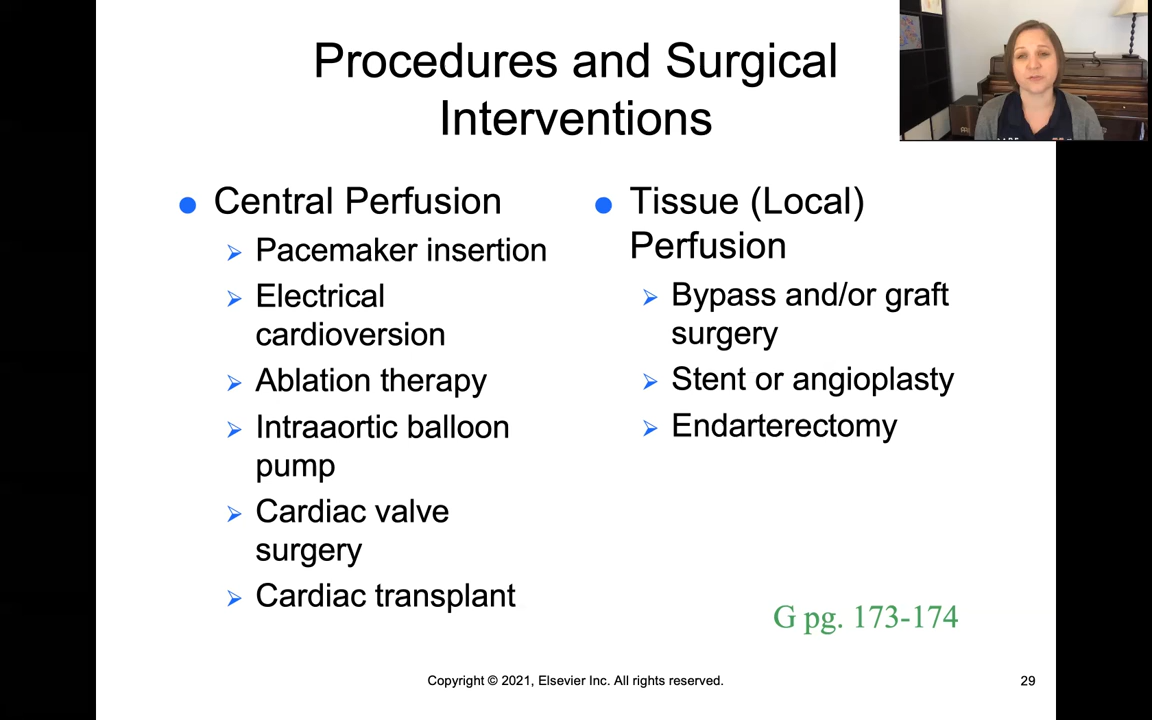 Procedures and Surgical
Interventions
Central Perfusion
Pacemaker insertion
Electrical
cardioversion
Ablation therapy
Intraaortic balloon
pump
Cardiac valve
surgery
Cardiac transplant
Tissue (Local)
Perfusion
Bypass and/or graft
surgery
Stent or angioplasty
Endarterectomy
G pg. 173-174
Copyright © 2021, Elsevier Inc. All rights reserved.
29